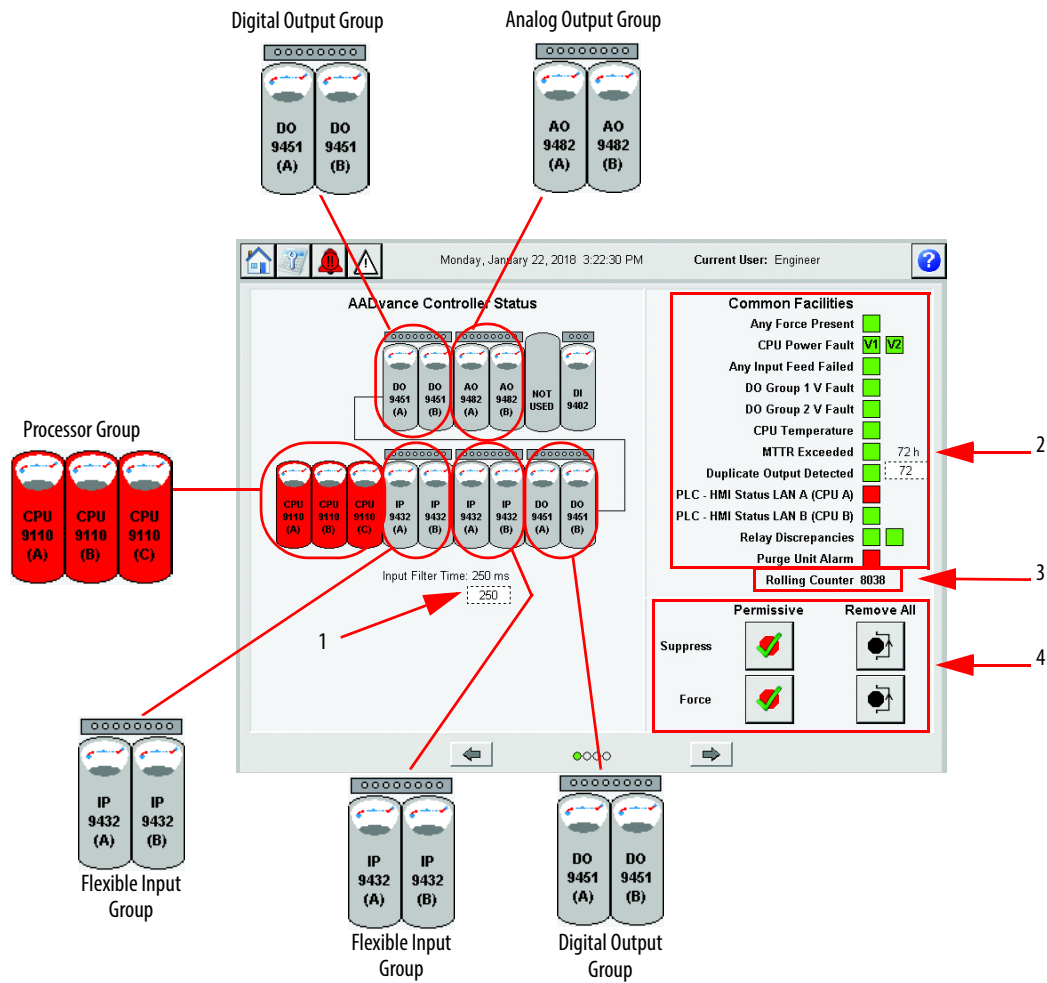 Digital Output Group
Analog Output Group
DO 9451 (A)
DO 9451 (B)
AO 9482 (A)
AO 9482 (B)
Monday, January 22, 2018 3:22:30 PM
Current User: Engineer
?
AADvance Controller Status
DO 9451 (A)
DO 9451 (B)
AO 9482 (A)
AO 9482 (B)
NOT USED
DI 9402
Processor Group
CPU 9110 (A)
CPU 9110 (B)
CPU 9110 (C)
CPU 9110 (A)
CPU 9110 (B)
CPU 9110 (C)
IP 9432 (A)
IP 9432 (B)
IP 9432 (A)
IP 9432 (B)
DO 9451 (A)
DO 9451 (B)
Input Filter Time: 250 ms
250
1
Common Facilities
Any Force Present
CPU Power Fault V1 V2
Any Input Feed Failed
DO Group 1 V Fault
DO Group 2 V Fault
CPU Temperature
MTTR Exceeded 72 h
2
Duplicate Output Detected 72
PLC - HMI Status LAN A (CPU A)
PLC - HMI Status LAN B (CPU B)
Relay Discrepancies
Purge Unit Alarm
Rolling Counter 8038
3
Permissive Remove All
Suppress
4
Force
IP 9432 (A)
IP 9432 (B)
Flexible Input
Group
IP 9432 (A)
IP 9432 (B)
Flexible Input
Group
DO 9451 (A)
DO 9451 (B)
Digital Output
Group